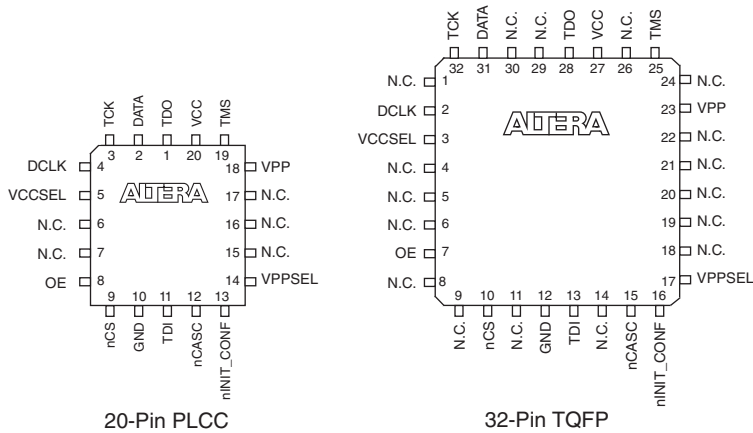 TCK
DATA
TDO
VCC
TMS
3
2
1
20
19
DCLK 4
VCCSEL 5
N.C. 6
N.C. 7
OE 8
ALTERA
18 VPP
17 N.C.
16 N.C.
15 N.C.
14 VPPSEL
9
10
11
12
13
nCS
GND
TDI
nCASC
nINIT_CONF
20-Pin PLCC
TCK
DATA
N.C.
N.C.
TDO
VCC
N.C.
TMS
32
31
30
29
28
27
26
25
N.C. 1
DCLK 2
VCCSEL 3
N.C. 4
N.C. 5
N.C. 6
OE 7
N.C. 8
ALTERA
24 N.C.
23 VPP
22 N.C.
21 N.C.
20 N.C.
19 N.C.
18 N.C.
17 VPPSEL
9
10
11
12
13
14
15
16
N.C.
nCS
N.C.
GND
TDI
N.C.
nCASC
nINIT_CONF
32-Pin TQFP